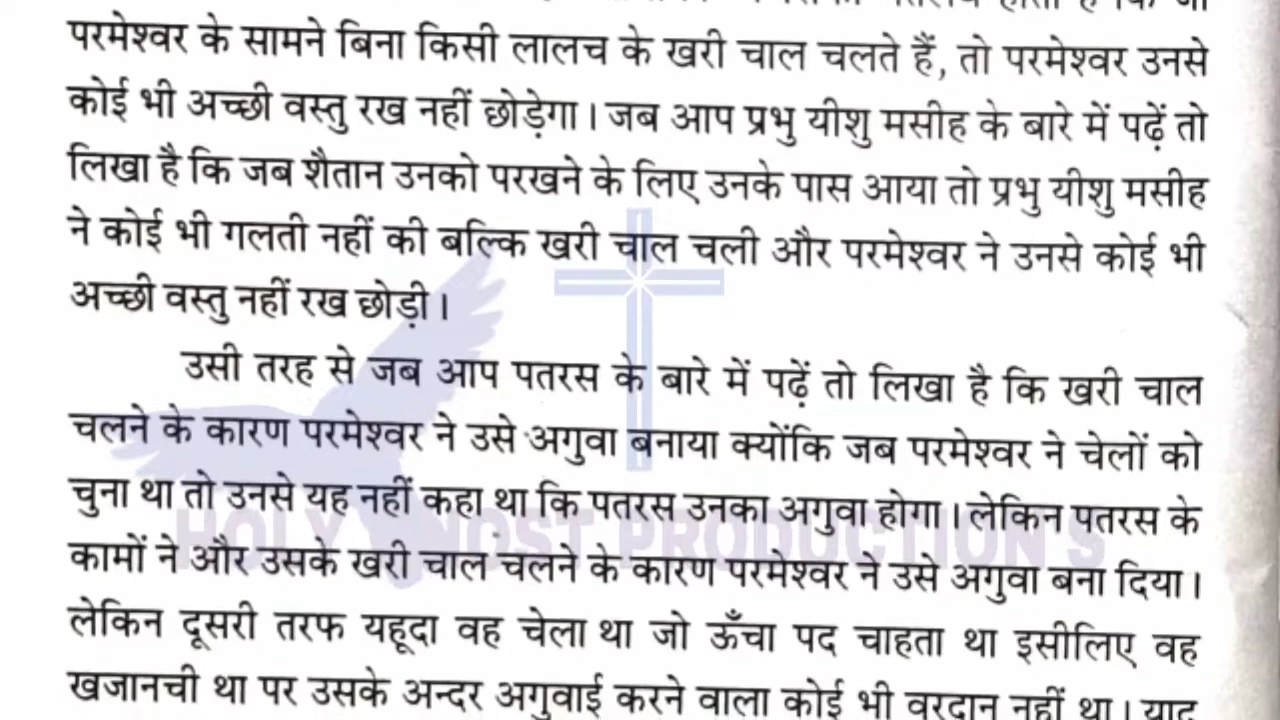 परमेश्वर के सामने बिना किसी लालच के खरी चाल चलते हैं, तो परमेश्वर उनसे
कोई भी अच्छी वस्तु रख नहीं छोड़ेगा। जब आप प्रभु यीशु मसीह के बारे में पढ़ें तो
लिखा है कि जब शैतान उनको परखने के लिए उनके पास आया तो प्रभु यीशु मसीह
ने कोई भी गलती नहीं की बल्कि खरी चाल चली और परमेश्वर ने उनसे कोई भी
अच्छी वस्तु नहीं रख छोड़ी।
उसी तरह से जब आप पतरस के बारे में पढ़ें तो लिखा है कि खरी चाल
चलने के कारण परमेश्वर ने उसे अगुवा बनाया क्योंकि जब परमेश्वर ने चेलों को
चुना था तो उनसे यह नहीं कहा था कि पतरस उनका अगुवा होगा। लेकिन पतरस के
कामों ने और उसके खरी चाल चलने के कारण परमेश्वर ने उसे अगुवा बना दिया।
लेकिन दूसरी तरफ यहूदा वह चेला था जो ऊँचा पद चाहता था इसीलिए वह
खजानची था पर उसके अन्दर अगुवाई करने वाला कोई भी वरदान नहीं था। याद
HOLY GHOST PRODUCTION'S